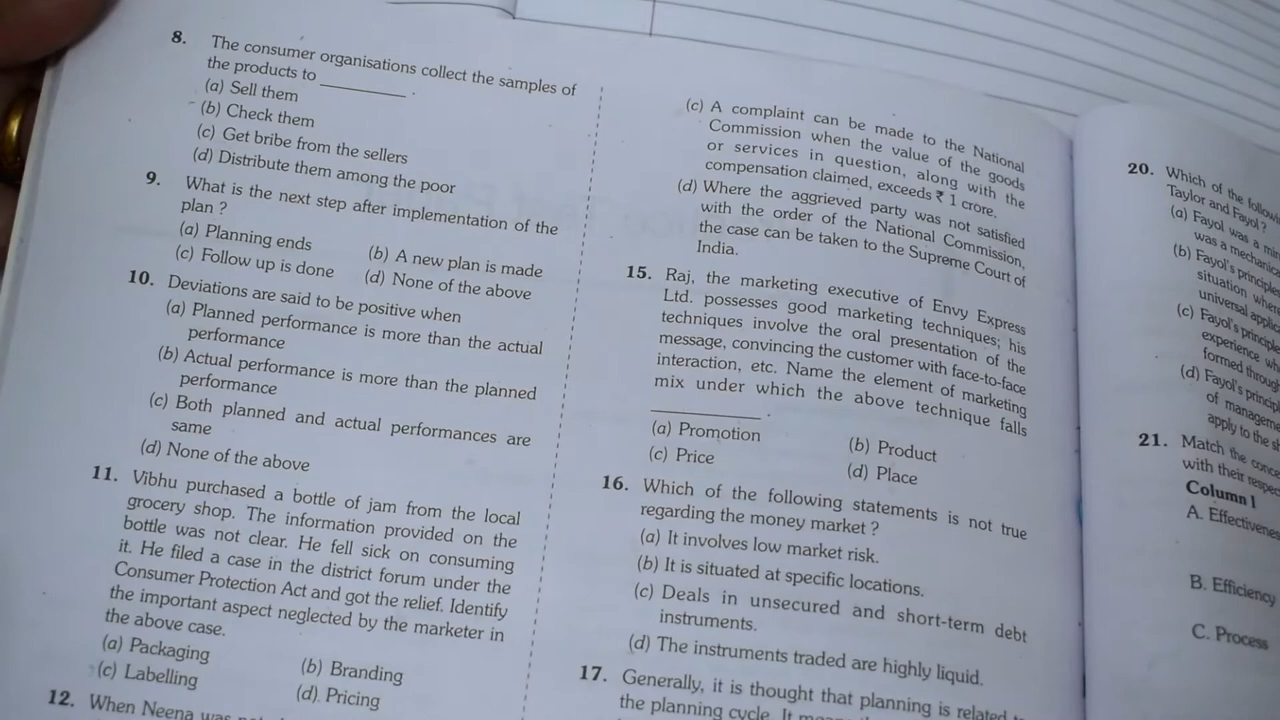 8. The consumer organisations collect the samples of
the products to ________ .
(a) Sell them
(b) Check them
(c) Get bribe from the sellers
(d) Distribute them among the poor
9. What is the next step after implementation of the
plan ?
(a) Planning ends (b) A new plan is made
(c) Follow up is done (d) None of the above
10. Deviations are said to be positive when
(a) Planned performance is more than the actual
performance
(b) Actual performance is more than the planned
performance
(c) Both planned and actual performances are
same
(d) None of the above
11. Vibhu purchased a bottle of jam from the local
grocery shop. The information provided on the
bottle was not clear. He fell sick on consuming
it. He filed a case in the district forum under the
Consumer Protection Act and got the relief. Identify
the important aspect neglected by the marketer in
the above case.
(a) Packaging (b) Branding
(c) Labelling (d) Pricing
12. When Neena was
(c) A complaint can be made to the National
Commission when the value of the goods
or services in question, along with the
compensation claimed, exceeds ₹ 1 crore.
(d) Where the aggrieved party was not satisfied
with the order of the National Commission,
the case can be taken to the Supreme Court of
India.
15. Raj, the marketing executive of Envy Express
Ltd. possesses good marketing techniques; his
techniques involve the oral presentation of the
message, convincing the customer with face-to-face
interaction, etc. Name the element of marketing
mix under which the above technique falls
________ .
(a) Promotion (b) Product
(c) Price (d) Place
16. Which of the following statements is not true
regarding the money market ?
(a) It involves low market risk.
(b) It is situated at specific locations.
(c) Deals in unsecured and short-term debt
instruments.
(d) The instruments traded are highly liquid.
17. Generally, it is thought that planning is related
the planning cycle. It
20. Which of the
Taylor and Fayol ?
(a) Fayol was a
was a
(b) Fayol's
situation
universal
(c) Fayol's
experience
formed
(d) Fayol's
of
apply to the
21. Match the
with their
Column I
A.
B. Efficiency
C. Process